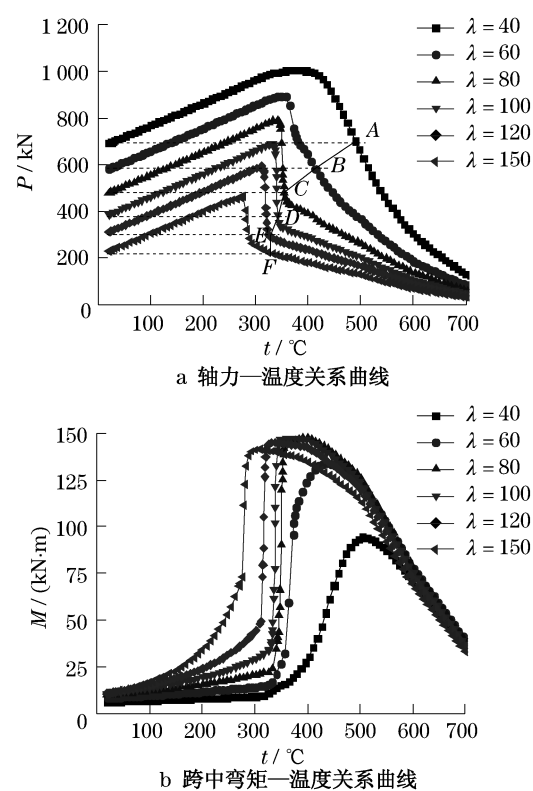 1 200
1 000
800
600
400
200
0
P / kN
λ = 40
λ = 60
λ = 80
λ = 100
λ = 120
λ = 150
A
B
C
D
E
F
100 200 300 400 500 600 700
t / ℃
a 轴力—温度关系曲线
150
125
100
75
50
25
0
M / (kN·m)
λ = 40
λ = 60
λ = 80
λ = 100
λ = 120
λ = 150
100 200 300 400 500 600 700
t / ℃
b 跨中弯矩—温度关系曲线